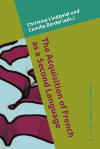 Christina Lindqvist and
Camilla Bardel (eds.)
The Acquisition of French
as a Second Language